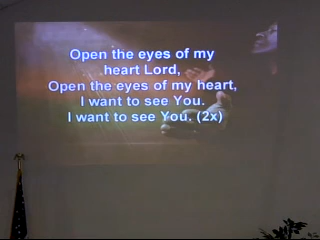 Open the eyes of my
heart Lord,
Open the eyes of my heart,
I want to see You.
I want to see You. (2x)